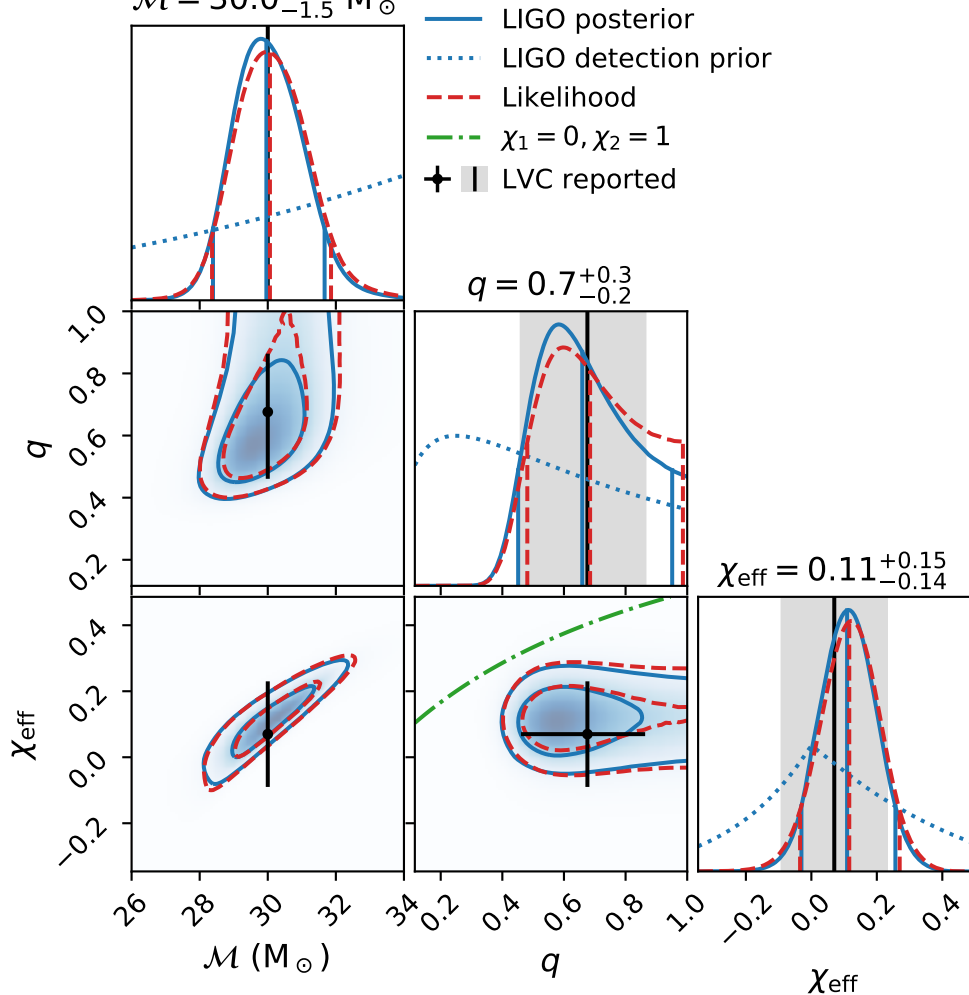 LIGO posterior
LIGO detection prior
Likelihood
χ₁ = 0, χ₂ = 1
LVC reported
q = 0.7 +0.3 −0.2
χeff = 0.11 +0.15 −0.14
q
1.0
0.8
0.6
0.4
0.2
χeff
0.4
0.2
0.0
−0.2
26 28 30 32 34
0.2 0.4 0.6 0.8 1.0
−0.2 0.0 0.2 0.4
ℳ (M⊙)
q
χeff